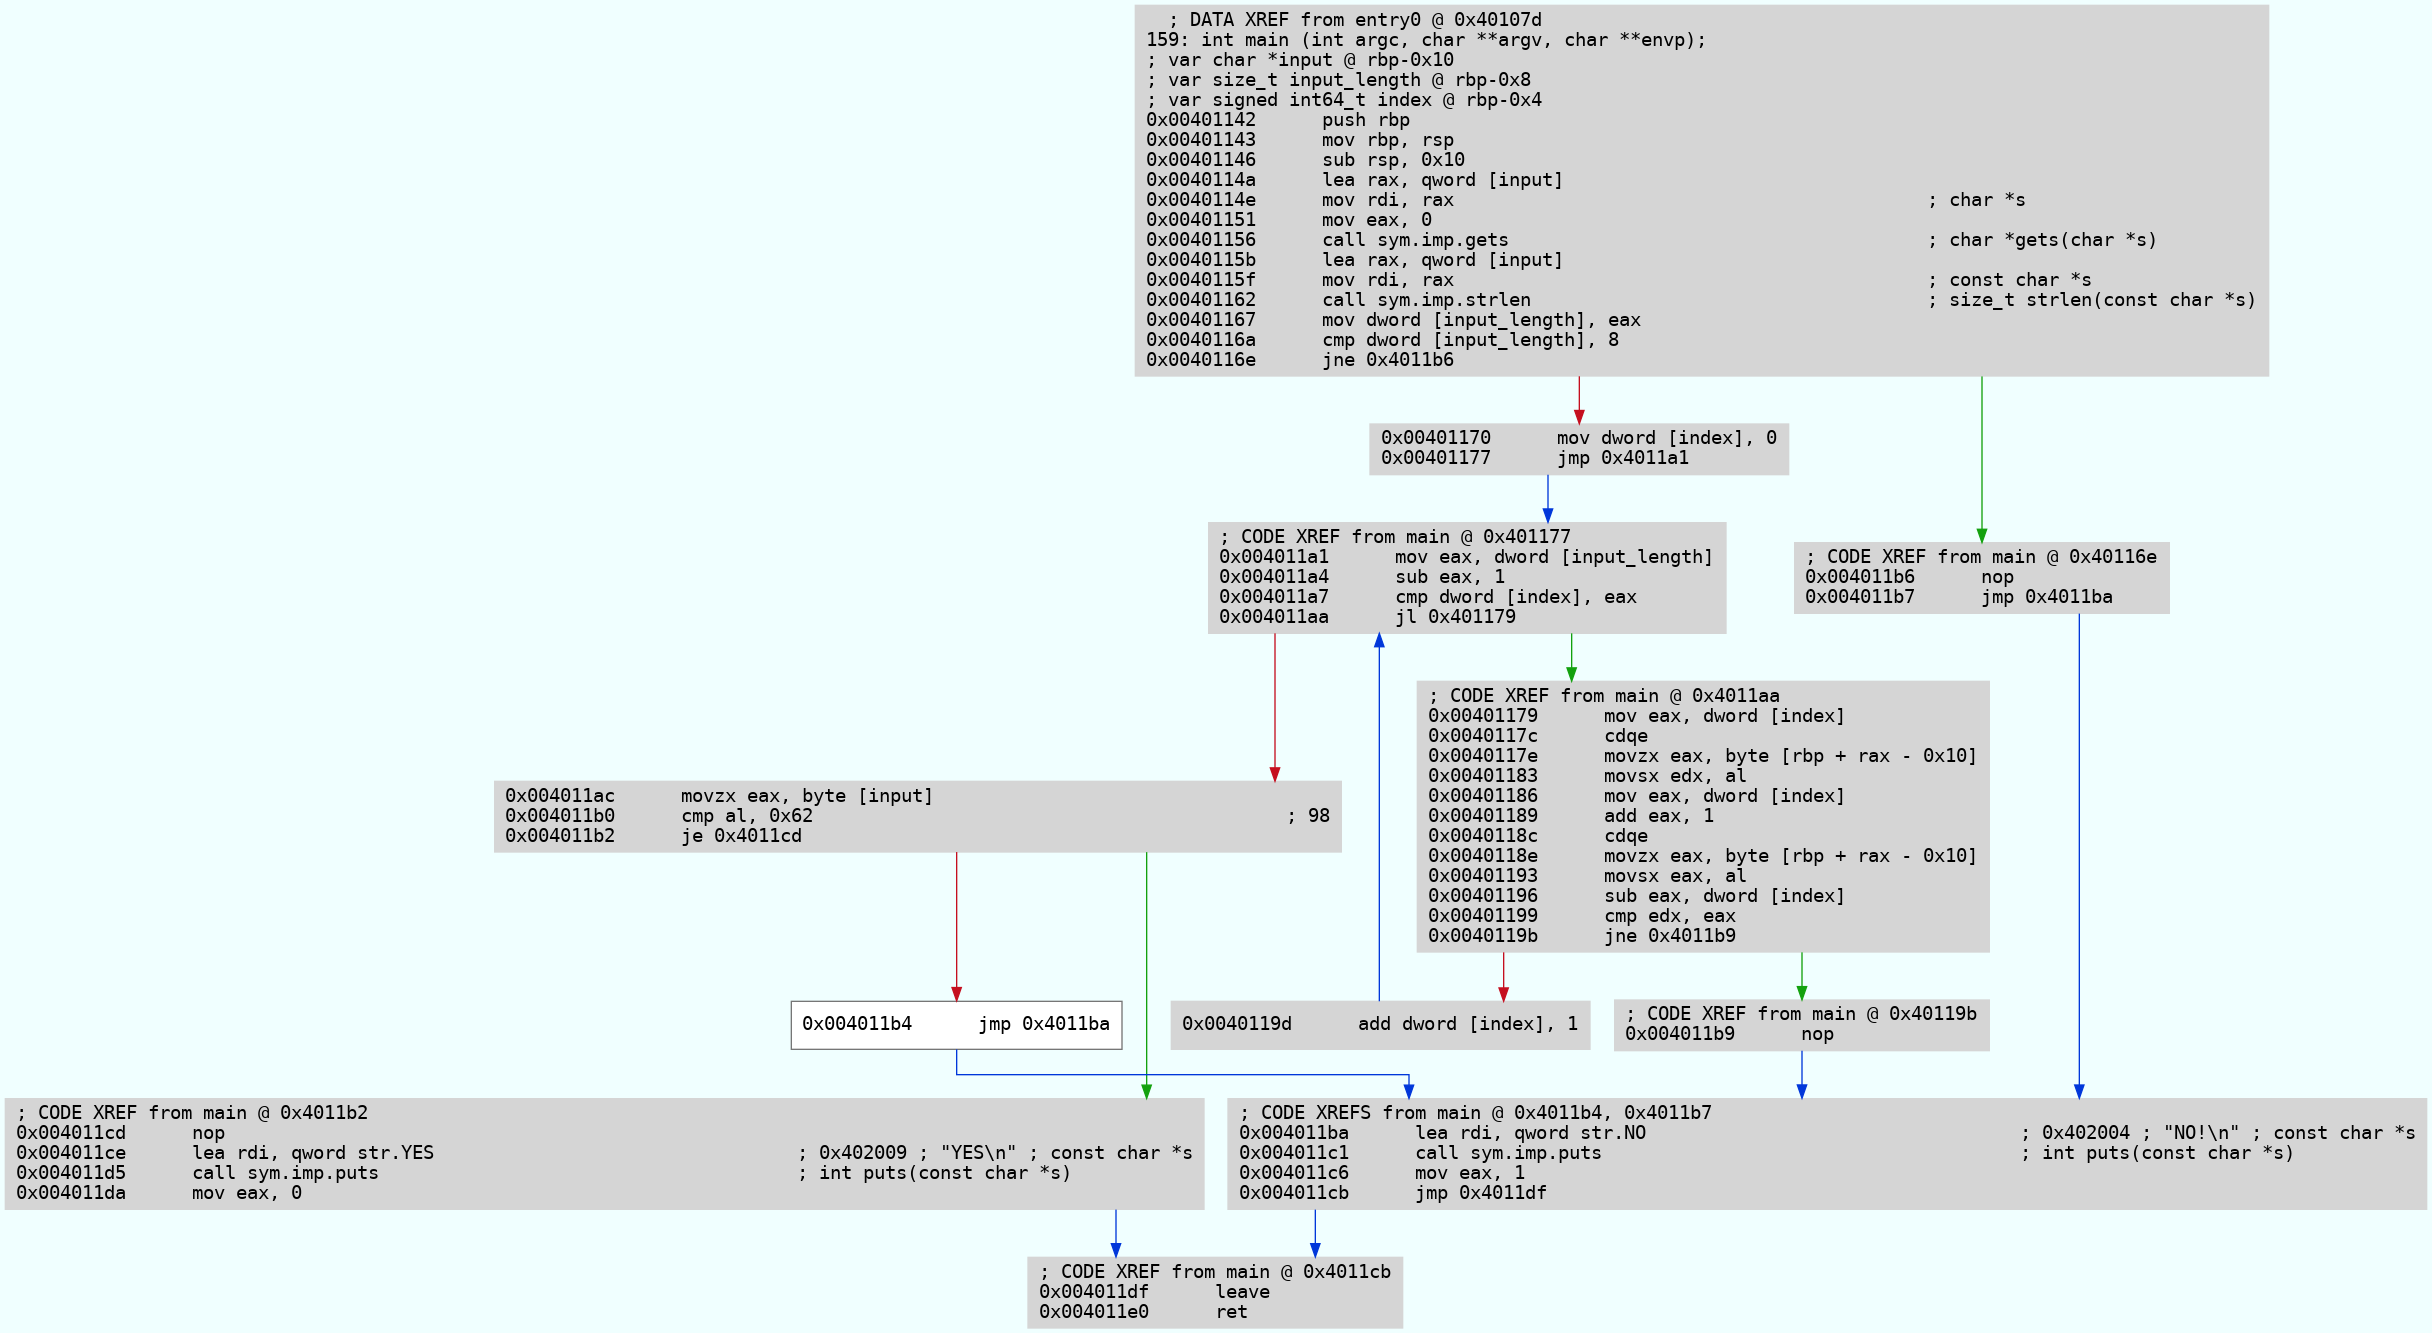 ; DATA XREF from entry0 @ 0x40107d
159: int main (int argc, char **argv, char **envp);
; var char *input @ rbp-0x10
; var size_t input_length @ rbp-0x8
; var signed int64_t index @ rbp-0x4
0x00401142      push rbp
0x00401143      mov rbp, rsp
0x00401146      sub rsp, 0x10
0x0040114a      lea rax, qword [input]
0x0040114e      mov rdi, rax                                           ; char *s
0x00401151      mov eax, 0
0x00401156      call sym.imp.gets                                      ; char *gets(char *s)
0x0040115b      lea rax, qword [input]
0x0040115f      mov rdi, rax                                           ; const char *s
0x00401162      call sym.imp.strlen                                    ; size_t strlen(const char *s)
0x00401167      mov dword [input_length], eax
0x0040116a      cmp dword [input_length], 8
0x0040116e      jne 0x4011b6
0x00401170      mov dword [index], 0
0x00401177      jmp 0x4011a1
; CODE XREF from main @ 0x401177
0x004011a1      mov eax, dword [input_length]
0x004011a4      sub eax, 1
0x004011a7      cmp dword [index], eax
0x004011aa      jl 0x401179
; CODE XREF from main @ 0x40116e
0x004011b6      nop
0x004011b7      jmp 0x4011ba
; CODE XREF from main @ 0x4011aa
0x00401179      mov eax, dword [index]
0x0040117c      cdqe
0x0040117e      movzx eax, byte [rbp + rax - 0x10]
0x00401183      movsx edx, al
0x00401186      mov eax, dword [index]
0x00401189      add eax, 1
0x0040118c      cdqe
0x0040118e      movzx eax, byte [rbp + rax - 0x10]
0x00401193      movsx eax, al
0x00401196      sub eax, dword [index]
0x00401199      cmp edx, eax
0x0040119b      jne 0x4011b9
0x004011ac      movzx eax, byte [input]
0x004011b0      cmp al, 0x62                                           ; 98
0x004011b2      je 0x4011cd
0x004011b4      jmp 0x4011ba
0x0040119d      add dword [index], 1
; CODE XREF from main @ 0x40119b
0x004011b9      nop
; CODE XREF from main @ 0x4011b2
0x004011cd      nop
0x004011ce      lea rdi, qword str.YES                                 ; 0x402009 ; "YES\n" ; const char *s
0x004011d5      call sym.imp.puts                                      ; int puts(const char *s)
0x004011da      mov eax, 0
; CODE XREFS from main @ 0x4011b4, 0x4011b7
0x004011ba      lea rdi, qword str.NO                                  ; 0x402004 ; "NO!\n" ; const char *s
0x004011c1      call sym.imp.puts                                      ; int puts(const char *s)
0x004011c6      mov eax, 1
0x004011cb      jmp 0x4011df
; CODE XREF from main @ 0x4011cb
0x004011df      leave
0x004011e0      ret